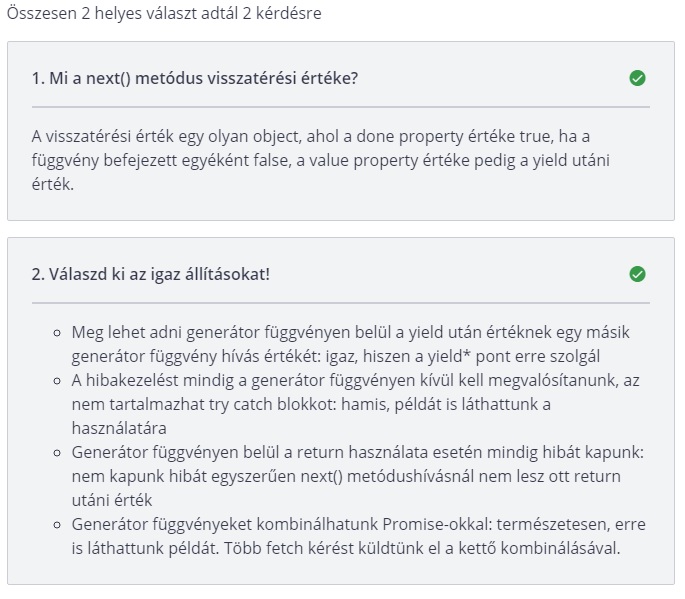 Összesen 2 helyes választ adtál 2 kérdésre
1. Mi a next() metódus visszatérési értéke?
A visszatérési érték egy olyan object, ahol a done property értéke true, ha a
függvény befejezett egyéként false, a value property értéke pedig a yield utáni
érték.
2. Válaszd ki az igaz állításokat!
Meg lehet adni generátor függvényen belül a yield után értéknek egy másik
generátor függvény hívás értékét: igaz, hiszen a yield* pont erre szolgál
A hibakezelést mindig a generátor függvényen kívül kell megvalósítanunk, az
nem tartalmazhat try catch blokkot: hamis, példát is láthattunk a
használatára
Generátor függvényen belül a return használata esetén mindig hibát kapunk:
nem kapunk hibát egyszerűen next() metódushívásnál nem lesz ott return
utáni érték
Generátor függvényeket kombinálhatunk Promise-okkal: természetesen, erre
is láthattunk példát. Több fetch kérést küldtünk el a kettő kombinálásával.